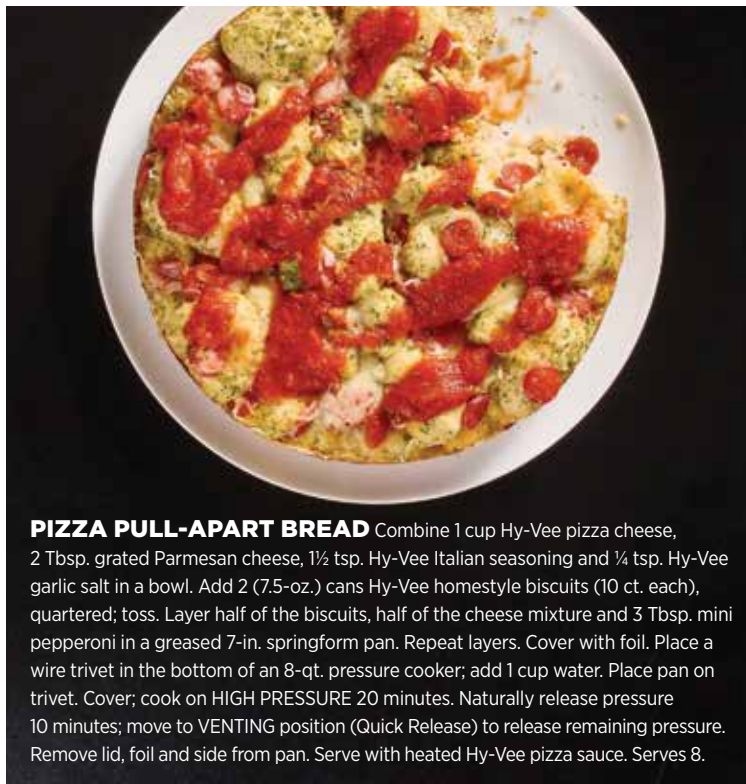 PIZZA PULL-APART BREAD Combine 1 cup Hy-Vee pizza cheese,
2 Tbsp. grated Parmesan cheese, 1½ tsp. Hy-Vee Italian seasoning and ¼ tsp. Hy-Vee
garlic salt in a bowl. Add 2 (7.5-oz.) cans Hy-Vee homestyle biscuits (10 ct. each),
quartered; toss. Layer half of the biscuits, half of the cheese mixture and 3 Tbsp. mini
pepperoni in a greased 7-in. springform pan. Repeat layers. Cover with foil. Place a
wire trivet in the bottom of an 8-qt. pressure cooker; add 1 cup water. Place pan on
trivet. Cover; cook on HIGH PRESSURE 20 minutes. Naturally release pressure
10 minutes; move to VENTING position (Quick Release) to release remaining pressure.
Remove lid, foil and side from pan. Serve with heated Hy-Vee pizza sauce. Serves 8.